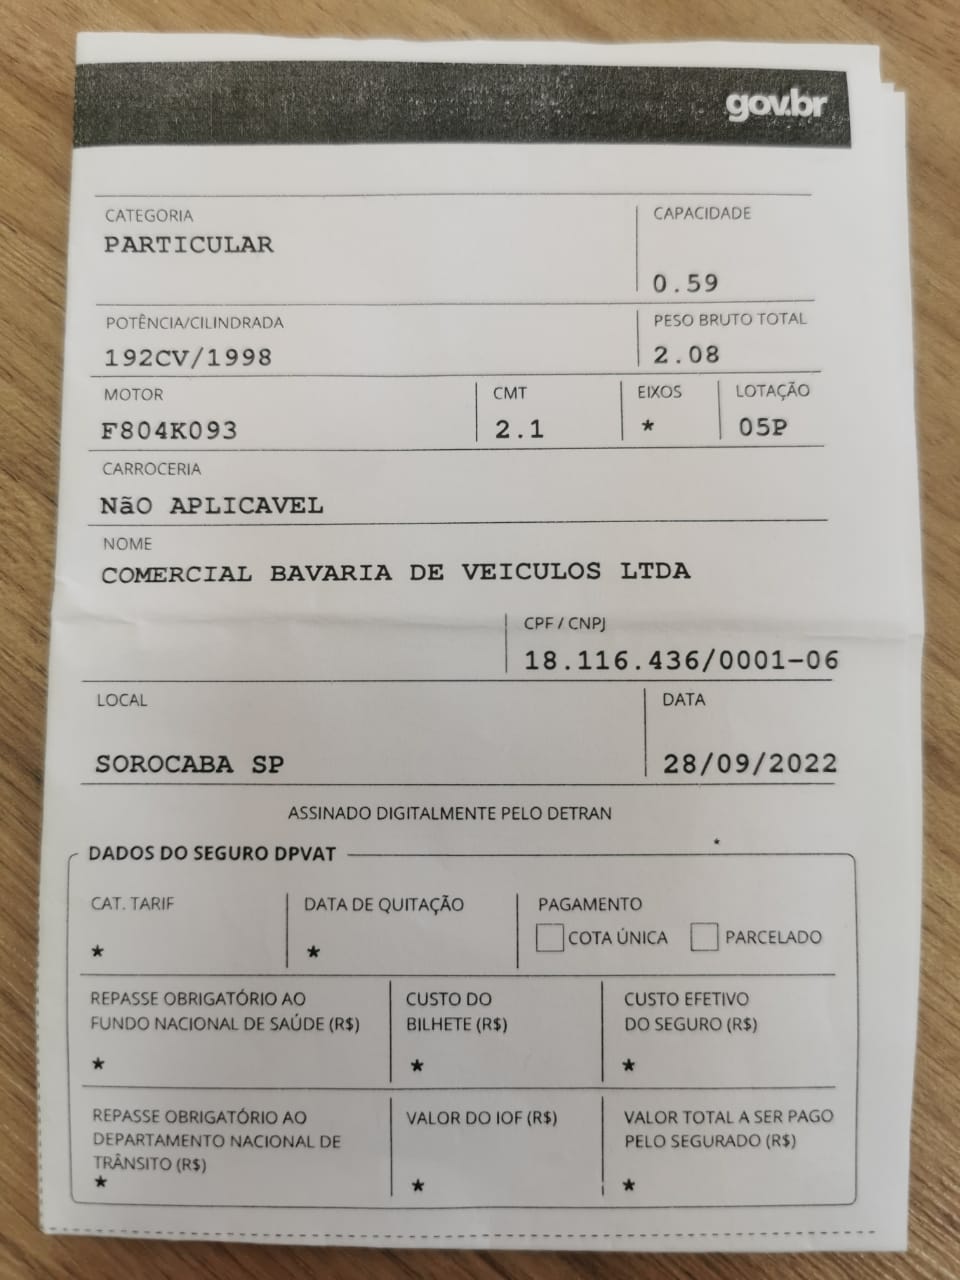 gov.br
CATEGORIA
PARTICULAR
CAPACIDADE
0.59
POTÊNCIA/CILINDRADA
192CV/1998
PESO BRUTO TOTAL
2.08
MOTOR
F804K093
CMT
2.1
EIXOS
*
LOTAÇÃO
05P
CARROCERIA
NãO APLICAVEL
NOME
COMERCIAL BAVARIA DE VEICULOS LTDA
CPF / CNPJ
18.116.436/0001-06
LOCAL
SOROCABA SP
DATA
28/09/2022
ASSINADO DIGITALMENTE PELO DETRAN
*
DADOS DO SEGURO DPVAT
CAT. TARIF
*
DATA DE QUITAÇÃO
*
PAGAMENTO
COTA ÚNICA PARCELADO
REPASSE OBRIGATÓRIO AO
FUNDO NACIONAL DE SAÚDE (R$)
*
CUSTO DO
BILHETE (R$)
*
CUSTO EFETIVO
DO SEGURO (R$)
*
REPASSE OBRIGATÓRIO AO
DEPARTAMENTO NACIONAL DE
TRÂNSITO (R$)
*
VALOR DO IOF (R$)
*
VALOR TOTAL A SER PAGO
PELO SEGURADO (R$)
*